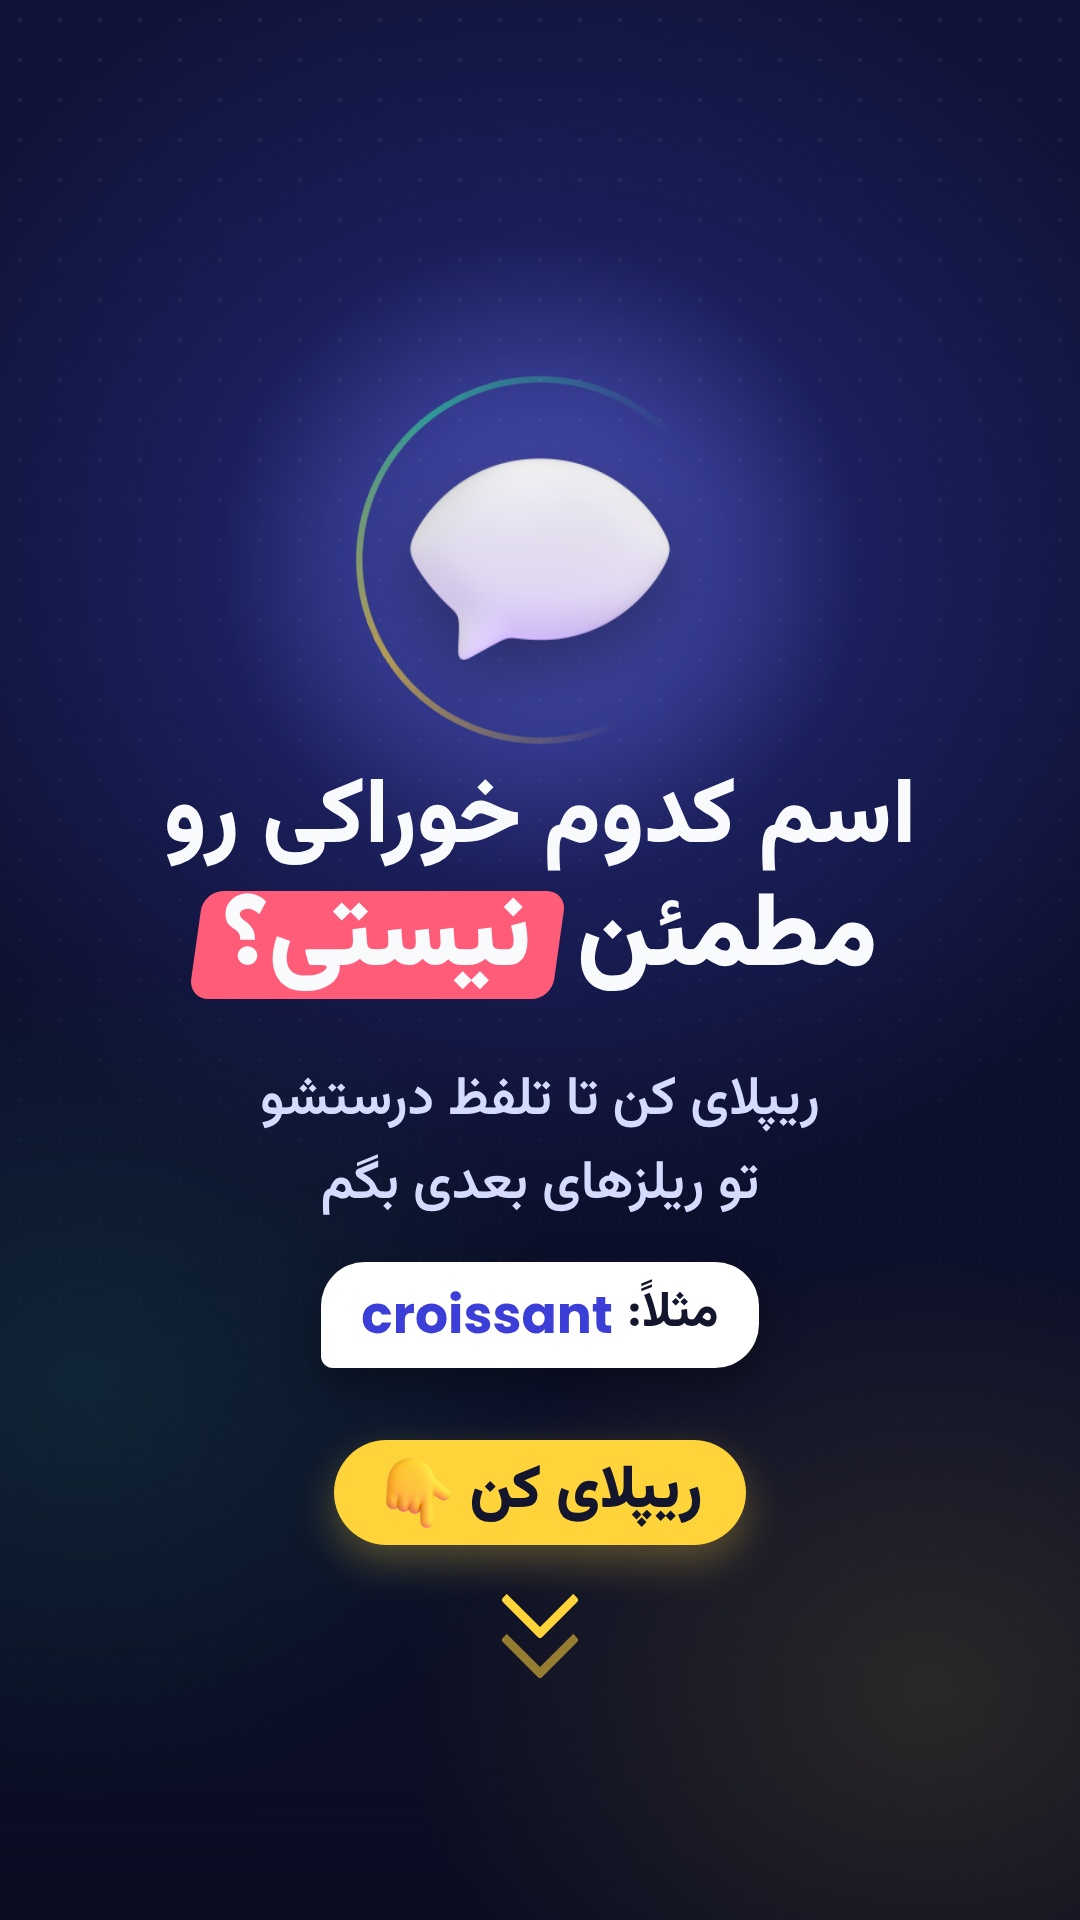 اسم کدوم خوراکی رو
مطمئن نیستی؟
ریپلای کن تا تلفظ درستشو
تو ریلزهای بعدی بگم
مثلاً: croissant
ریپلای کن 👇